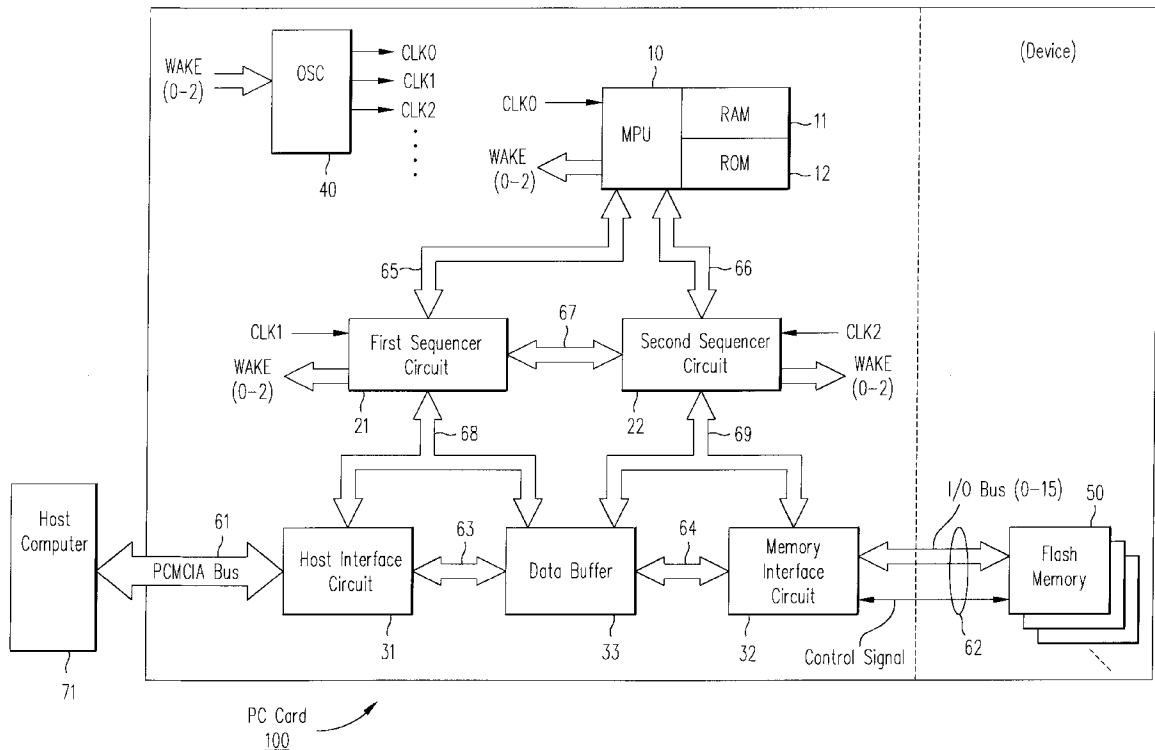 WAKE
(0-2)
OSC
CLK0
CLK1
CLK2
40
(Device)
10
CLK0
MPU
RAM
ROM
11
12
WAKE
(0-2)
65
66
67
CLK1
First Sequencer
Circuit
Second Sequencer
Circuit
CLK2
WAKE
(0-2)
WAKE
(0-2)
21
22
68
69
I/O Bus (0-15)
50
Host
Computer
61
PCMCIA Bus
Host Interface
Circuit
63
Data Buffer
64
Memory
Interface
Circuit
Flash
Memory
62
71
31
33
32
Control Signal
PC Card
100